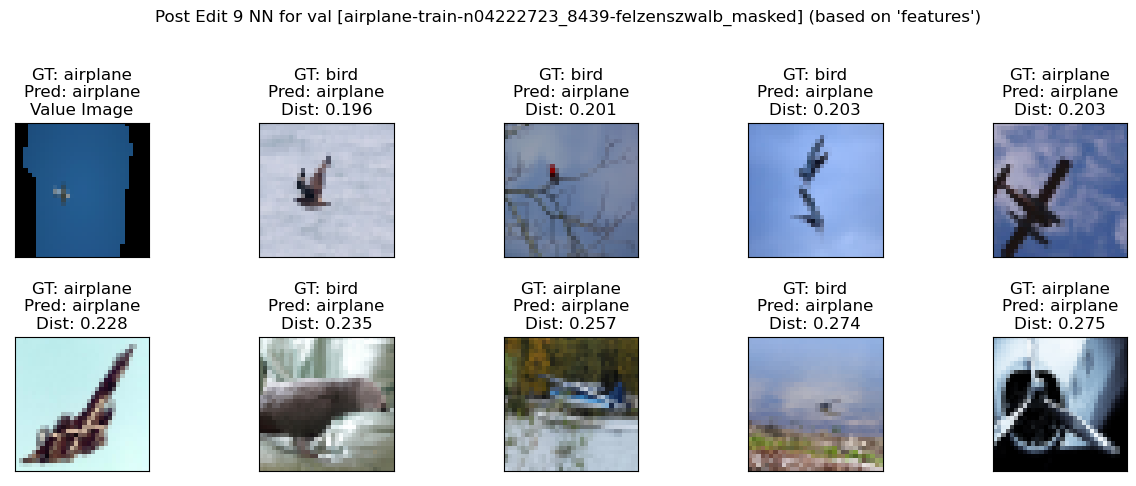 Post Edit 9 NN for val [airplane-train-n04222723_8439-felzenszwalb_masked] (based on 'features')
GT: airplane
Pred: airplane
Value Image
GT: bird
Pred: airplane
Dist: 0.196
GT: bird
Pred: airplane
Dist: 0.201
GT: bird
Pred: airplane
Dist: 0.203
GT: airplane
Pred: airplane
Dist: 0.203
GT: airplane
Pred: airplane
Dist: 0.228
GT: bird
Pred: airplane
Dist: 0.235
GT: airplane
Pred: airplane
Dist: 0.257
GT: bird
Pred: airplane
Dist: 0.274
GT: airplane
Pred: airplane
Dist: 0.275